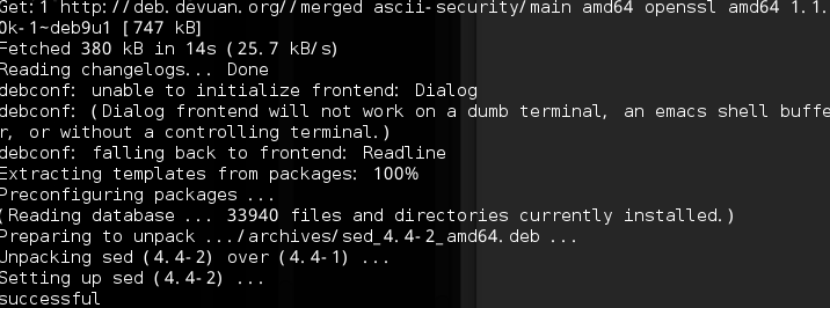 Get:1 http://deb.devuan.org//merged ascii-security/main amd64 openssl amd64 1.1.
0k-1~deb9u1 [747 kB]
Fetched 380 kB in 14s (25.7 kB/s)
Reading changelogs... Done
debconf: unable to initialize frontend: Dialog
debconf: (Dialog frontend will not work on a dumb terminal, an emacs shell buffe
r, or without a controlling terminal.)
debconf: falling back to frontend: Readline
Extracting templates from packages: 100%
Preconfiguring packages ...
(Reading database ... 33940 files and directories currently installed.)
Preparing to unpack .../archives/sed_4.4-2_amd64.deb ...
Unpacking sed (4.4-2) over (4.4-1) ...
Setting up sed (4.4-2) ...
successful